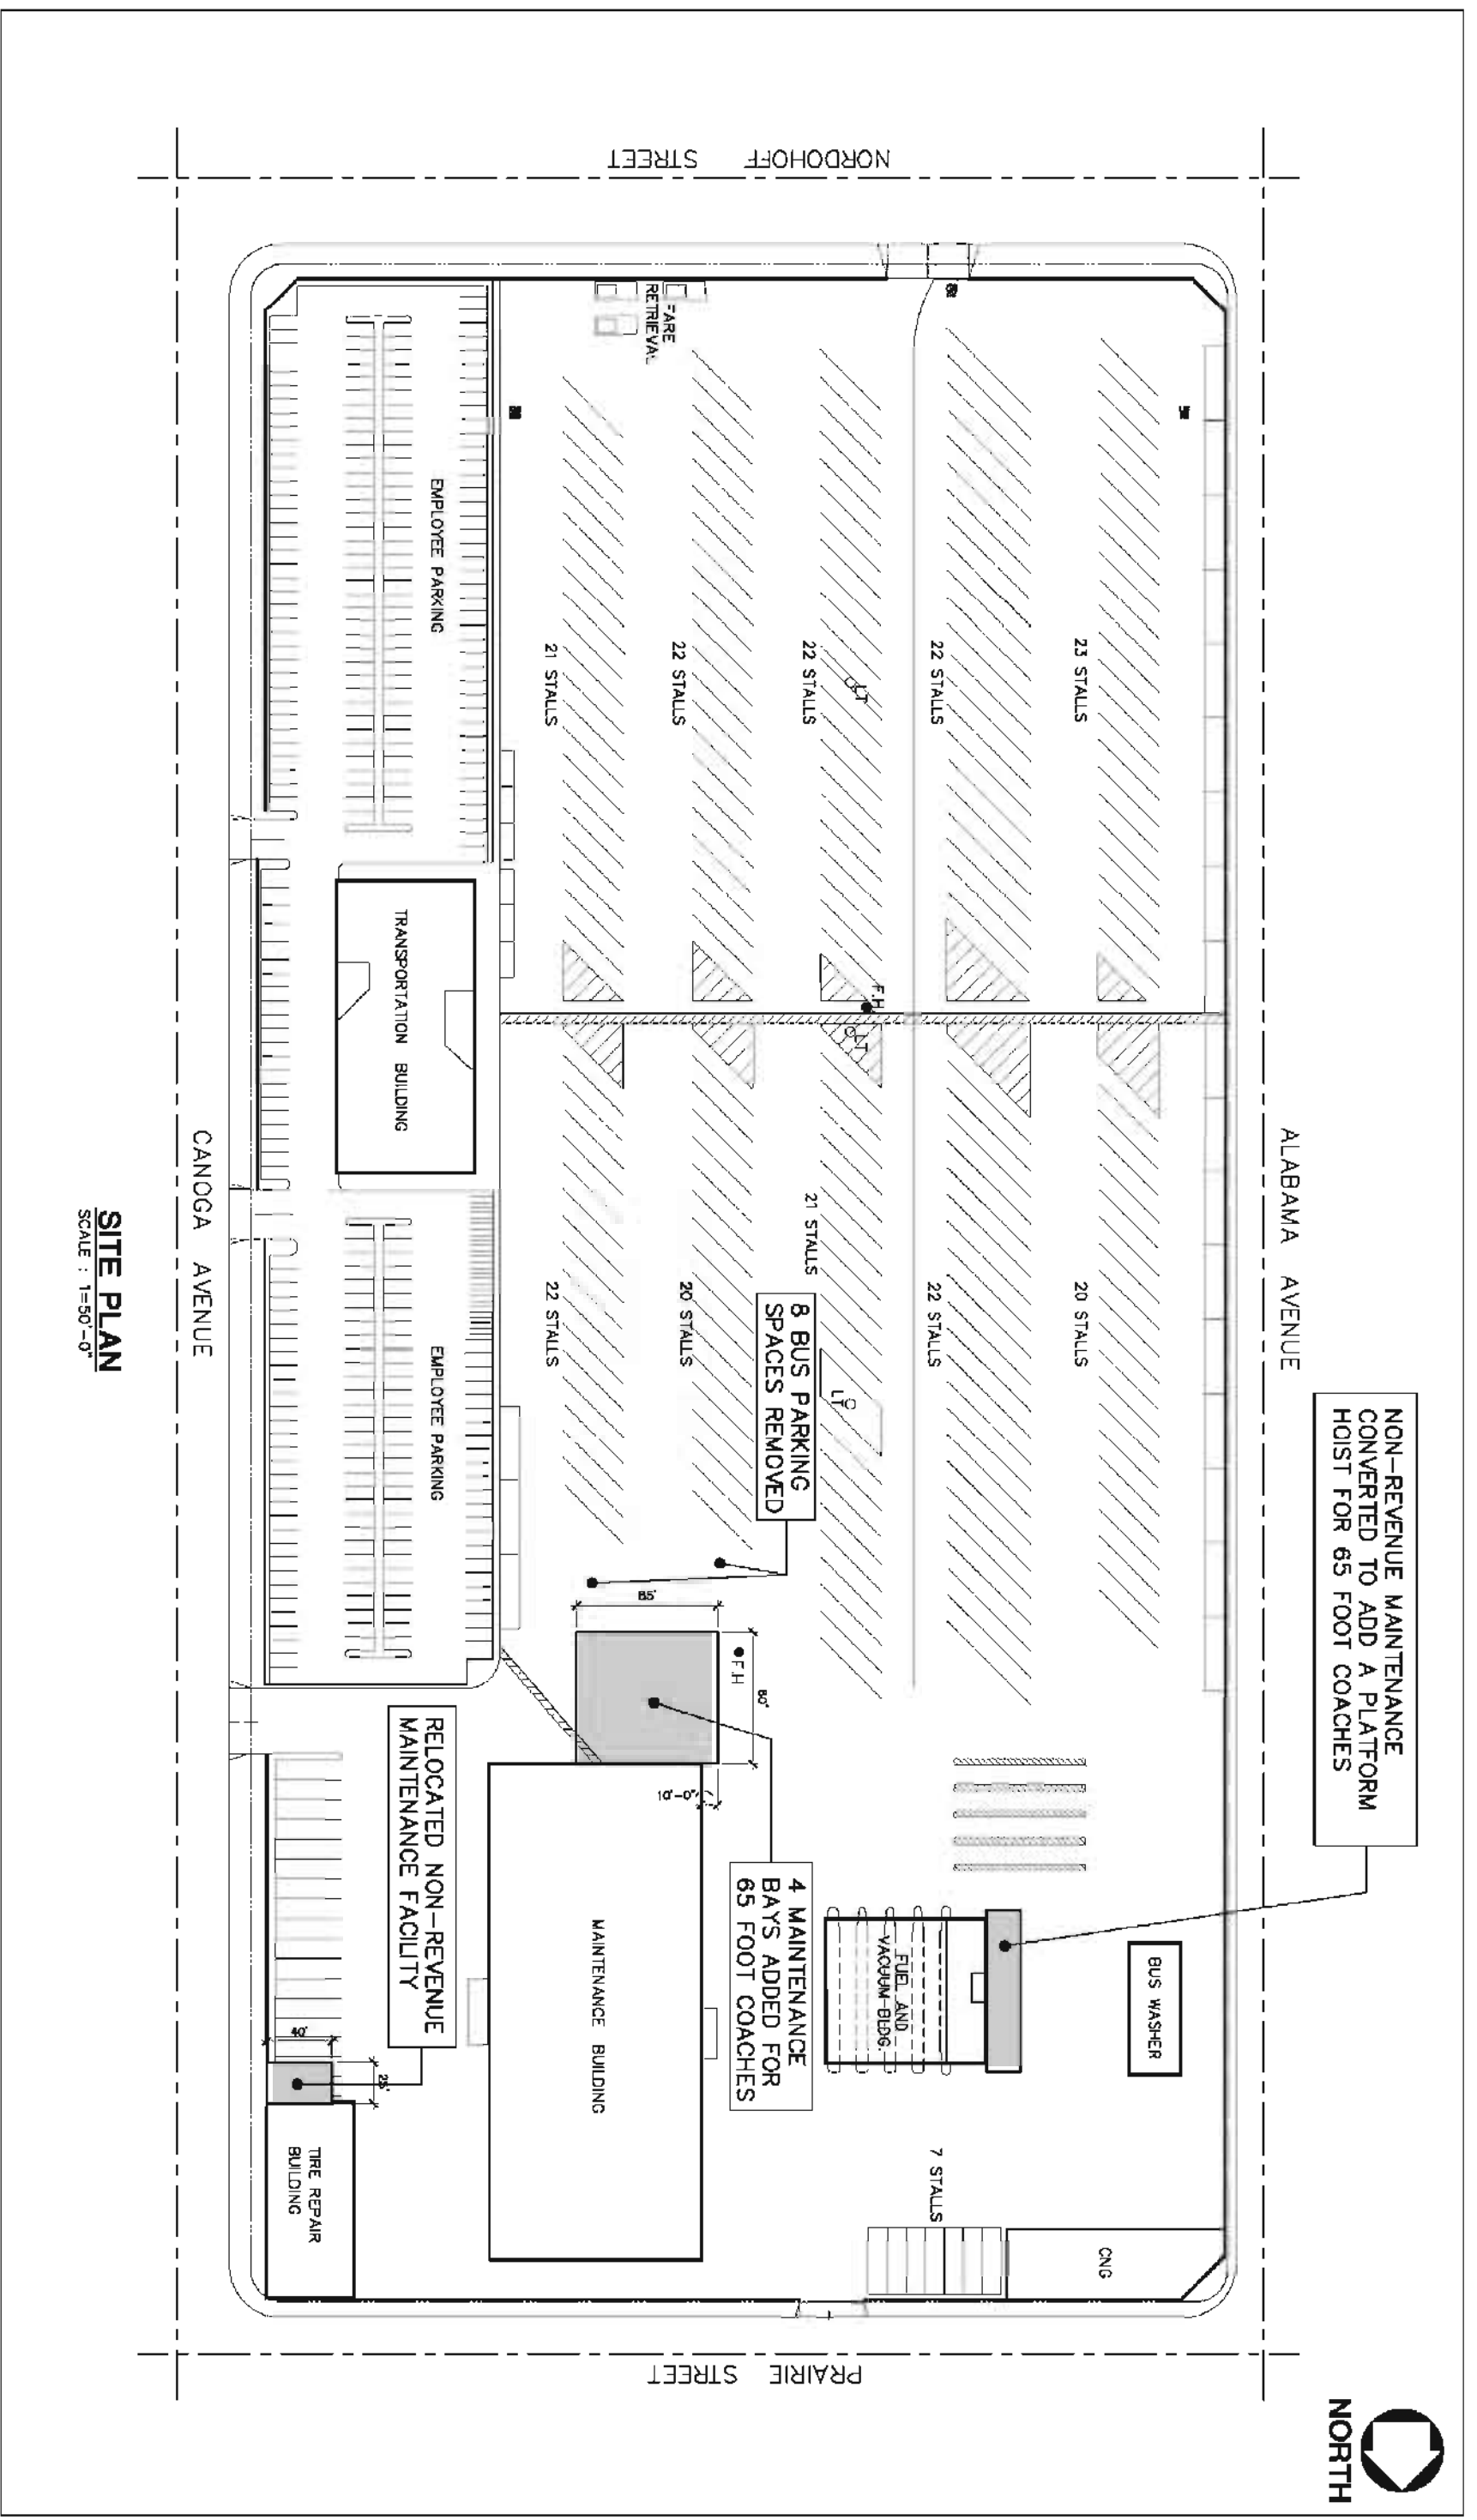 NORTH
NON-REVENUE MAINTENANCE
CONVERTED TO ADD A PLATFORM
HOIST FOR 65 FOOT COACHES
ALABAMA AVENUE
NORDOHOFF STREET
PRAIRIE STREET
23 STALLS
20 STALLS
BUS WASHER
CNG
22 STALLS
22 STALLS
FUEL AND
VACUUM BLDG.
7 STALLS
F.H
LT
LT
LT
22 STALLS
21 STALLS
8 BUS PARKING
SPACES REMOVED
4 MAINTENANCE
BAYS ADDED FOR
65 FOOT COACHES
FARE
RETRIEVAL
22 STALLS
20 STALLS
F.H
80'
85'
10'-0"
21 STALLS
22 STALLS
MAINTENANCE BUILDING
EMPLOYEE PARKING
TRANSPORTATION BUILDING
EMPLOYEE PARKING
RELOCATED NON-REVENUE
MAINTENANCE FACILITY
25'
40'
TIRE REPAIR
BUILDING
CANOGA AVENUE
SITE PLAN
SCALE : 1=50'-0"